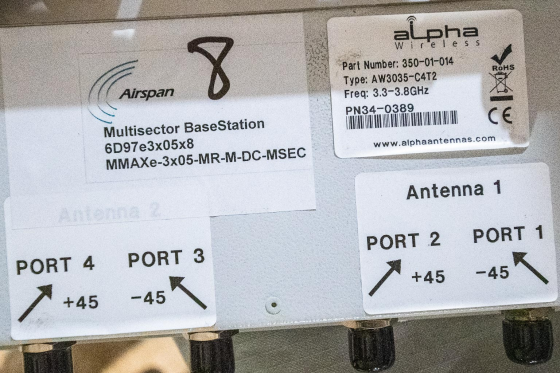 8
Airspan
Multisector BaseStation
6D97e3x05x8
MMAXe-3x05-MR-M-DC-MSEC
alpha
Wireless
Part Number: 350-01-014
Type: AW3035-C4T2
Freq: 3.3-3.8GHz
PN34-0389
RoHS
CE
www.alphaantennas.com
Antenna 2
PORT 4 PORT 3
+45 -45
Antenna 1
PORT 2 PORT 1
+45 -45